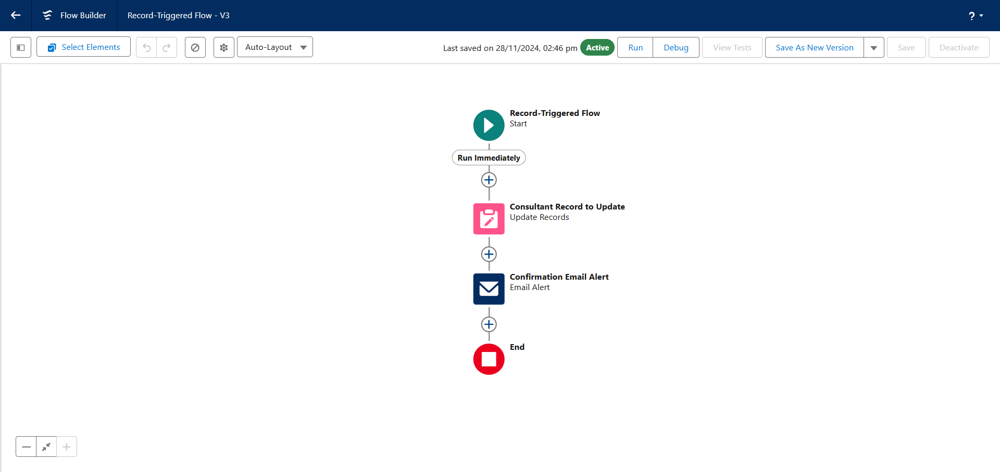 Flow Builder
Record-Triggered Flow - V3
?
Select Elements
Auto-Layout
Last saved on 28/11/2024, 02:46 pm
Active
Run
Debug
View Tests
Save As New Version
Save
Deactivate
Record-Triggered Flow
Start
Run Immediately
Consultant Record to Update
Update Records
Confirmation Email Alert
Email Alert
End